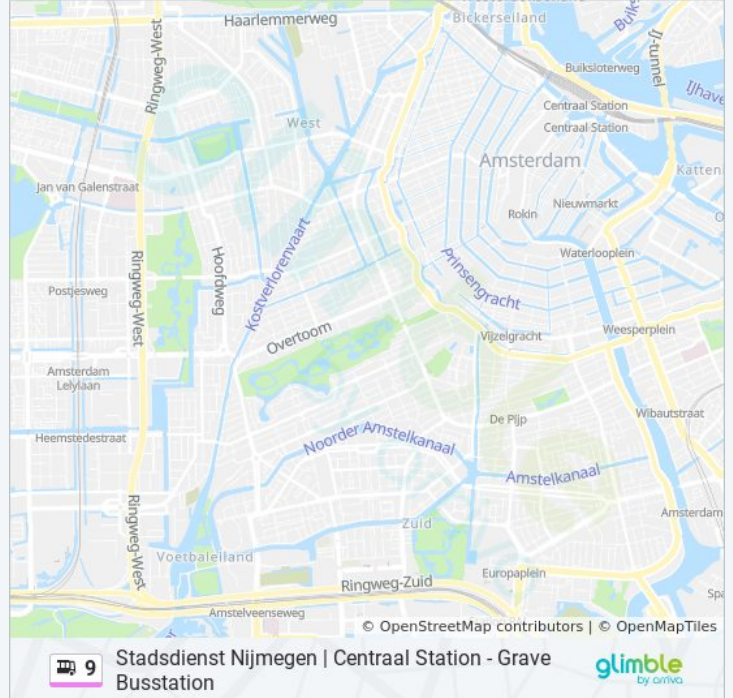 Haarlemmerweg
Bickerseiland
Ringweg-West
IJ-tunnel
Buiksloterweg
Centraal Station
West
Centraal Station
Amsterdam
Jan van Galenstraat
Nieuwmarkt
Rokin
Kostverlorenvaart
Waterlooplein
Hoofdweg
Prinsengracht
Ringweg-West
Postjesweg
Overtoom
Vijzelgracht
Weesperplein
Amsterdam
Lelylaan
Wibautstraat
De Pijp
Heemstedestraat
Noorder Amstelkanaal
Amstelkanaal
Ringweg-West
Amsterdam
Zuid
Voetbaleiland
Europaplein
Ringweg-Zuid
Amstelveenseweg
© OpenStreetMap contributors | © OpenMapTiles
9
Stadsdienst Nijmegen | Centraal Station - Grave
Busstation
glimble
by arriva